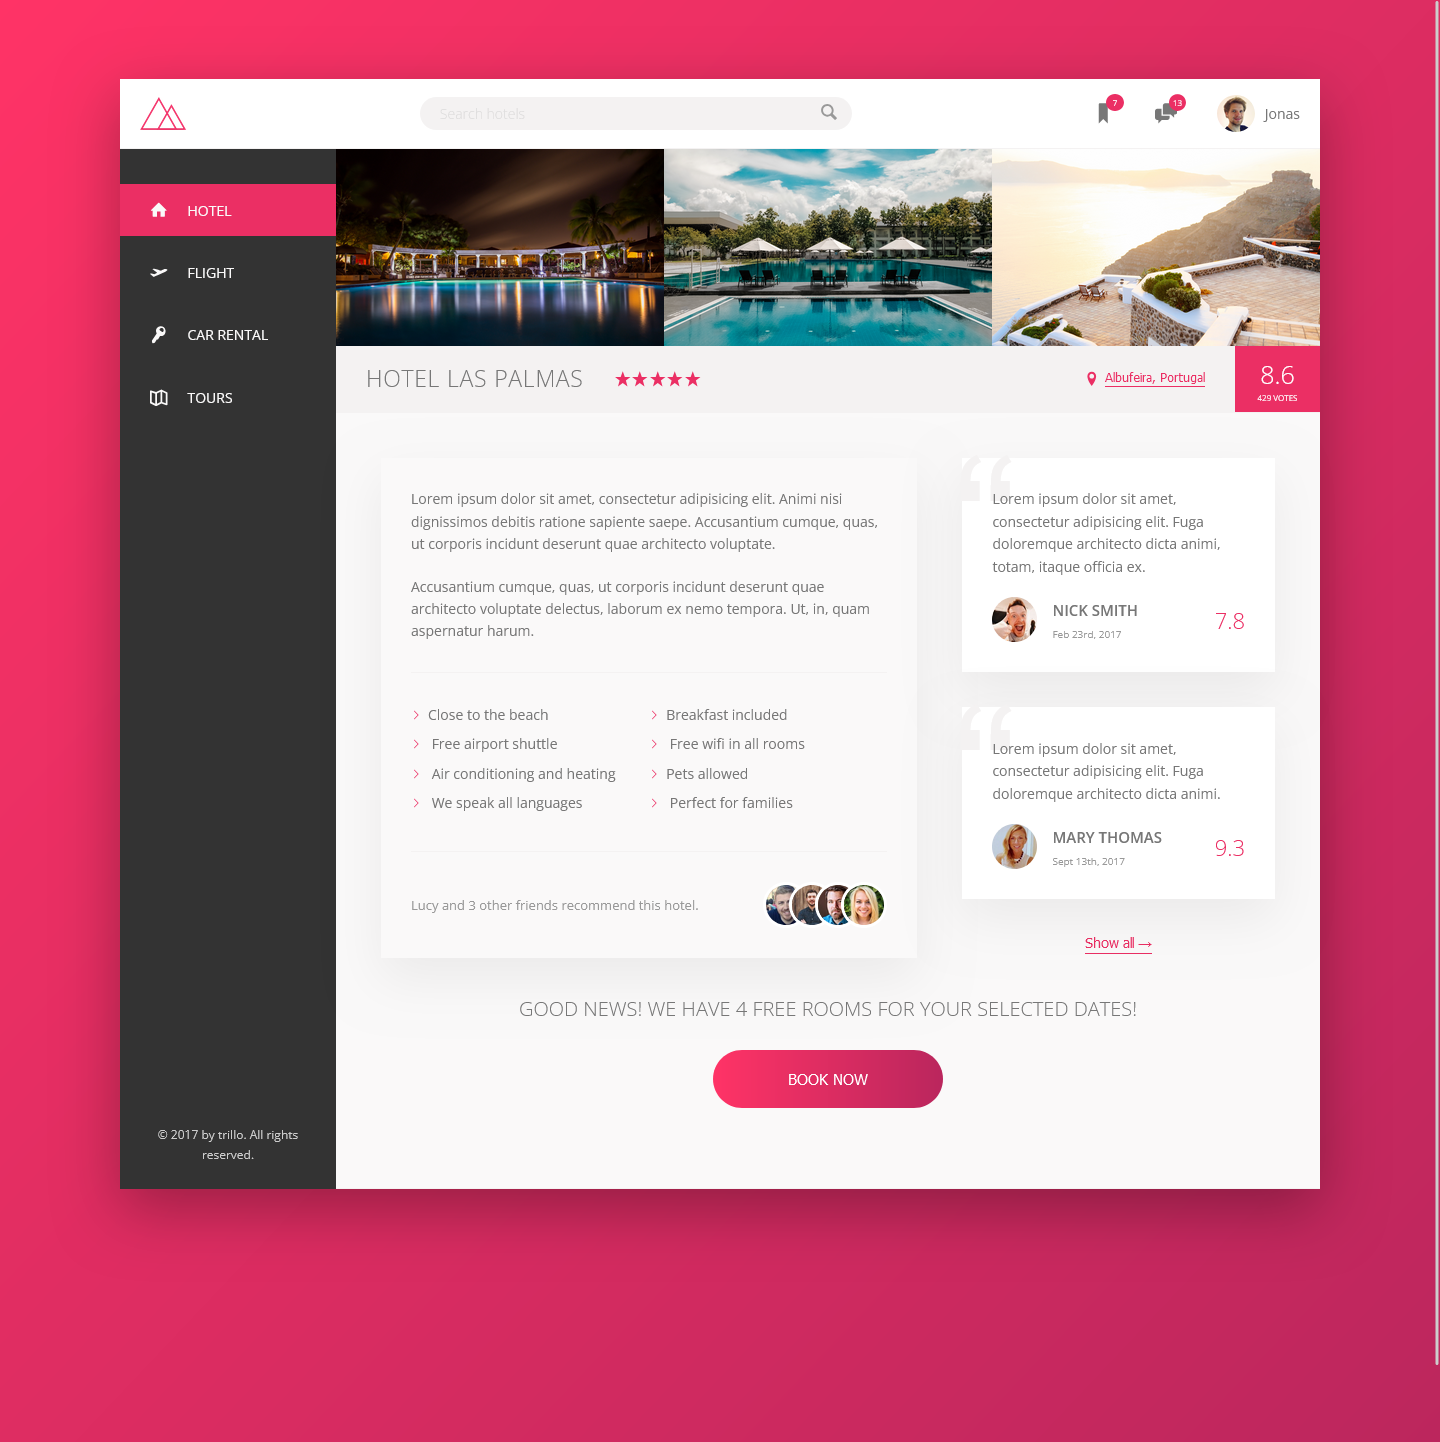 Search hotels
7
13
Jonas
HOTEL
FLIGHT
CAR RENTAL
TOURS
© 2017 by trillo. All rights
reserved.
HOTEL LAS PALMAS
Albufeira, Portugal
8.6
429 VOTES
Lorem ipsum dolor sit amet, consectetur adipisicing elit. Animi nisi
dignissimos debitis ratione sapiente saepe. Accusantium cumque, quas,
ut corporis incidunt deserunt quae architecto voluptate.
Accusantium cumque, quas, ut corporis incidunt deserunt quae
architecto voluptate delectus, laborum ex nemo tempora. Ut, in, quam
aspernatur harum.
Close to the beach
Breakfast included
Free airport shuttle
Free wifi in all rooms
Air conditioning and heating
Pets allowed
We speak all languages
Perfect for families
Lucy and 3 other friends recommend this hotel.
“
Lorem ipsum dolor sit amet,
consectetur adipisicing elit. Fuga
doloremque architecto dicta animi,
totam, itaque officia ex.
NICK SMITH
Feb 23rd, 2017
7.8
“
Lorem ipsum dolor sit amet,
consectetur adipisicing elit. Fuga
doloremque architecto dicta animi.
MARY THOMAS
Sept 13th, 2017
9.3
Show all →
GOOD NEWS! WE HAVE 4 FREE ROOMS FOR YOUR SELECTED DATES!
BOOK NOW